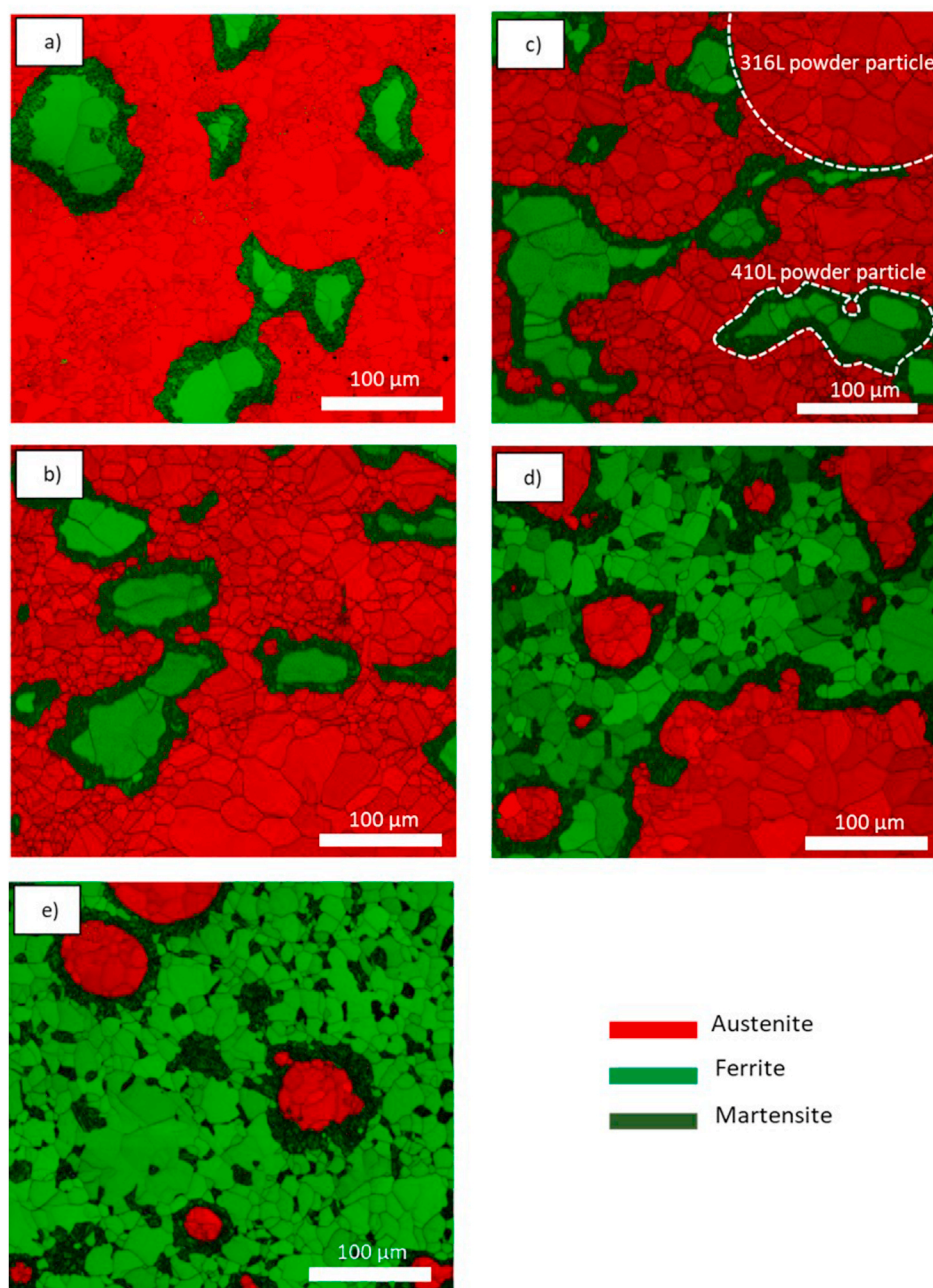 a)
100 µm
c)
316L powder particle
410L powder particle
100 µm
b)
100 µm
d)
100 µm
e)
100 µm
Austenite
Ferrite
Martensite